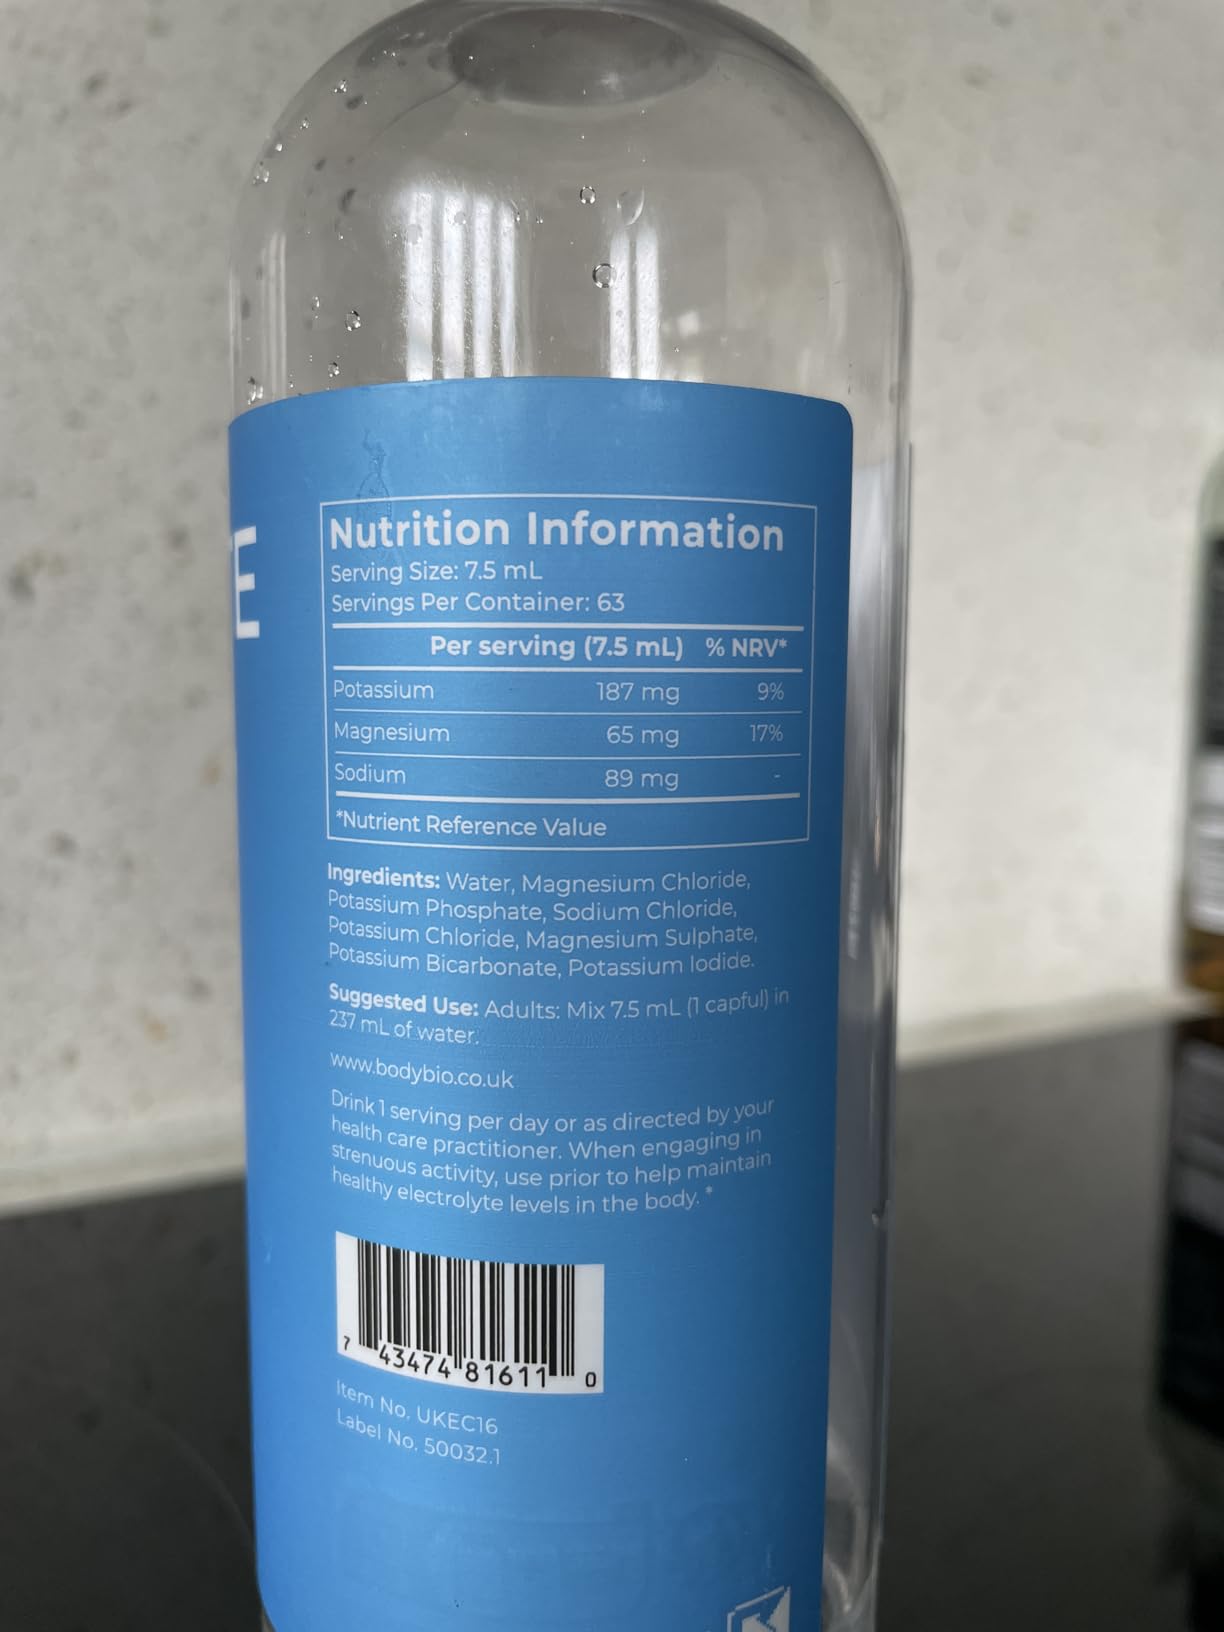 E
Nutrition Information
Serving Size: 7.5 mL
Servings Per Container: 63
Per serving (7.5 mL) % NRV*
Potassium 187 mg 9%
Magnesium 65 mg 17%
Sodium 89 mg -
*Nutrient Reference Value
Ingredients: Water, Magnesium Chloride,
Potassium Phosphate, Sodium Chloride,
Potassium Chloride, Magnesium Sulphate,
Potassium Bicarbonate, Potassium Iodide.
Suggested Use: Adults: Mix 7.5 mL (1 capful) in
237 mL of water.
www.bodybio.co.uk
Drink 1 serving per day or as directed by your
health care practitioner. When engaging in
strenuous activity, use prior to help maintain
healthy electrolyte levels in the body. *
7 43474 81611 0
Item No. UKEC16
Label No. 50032.1